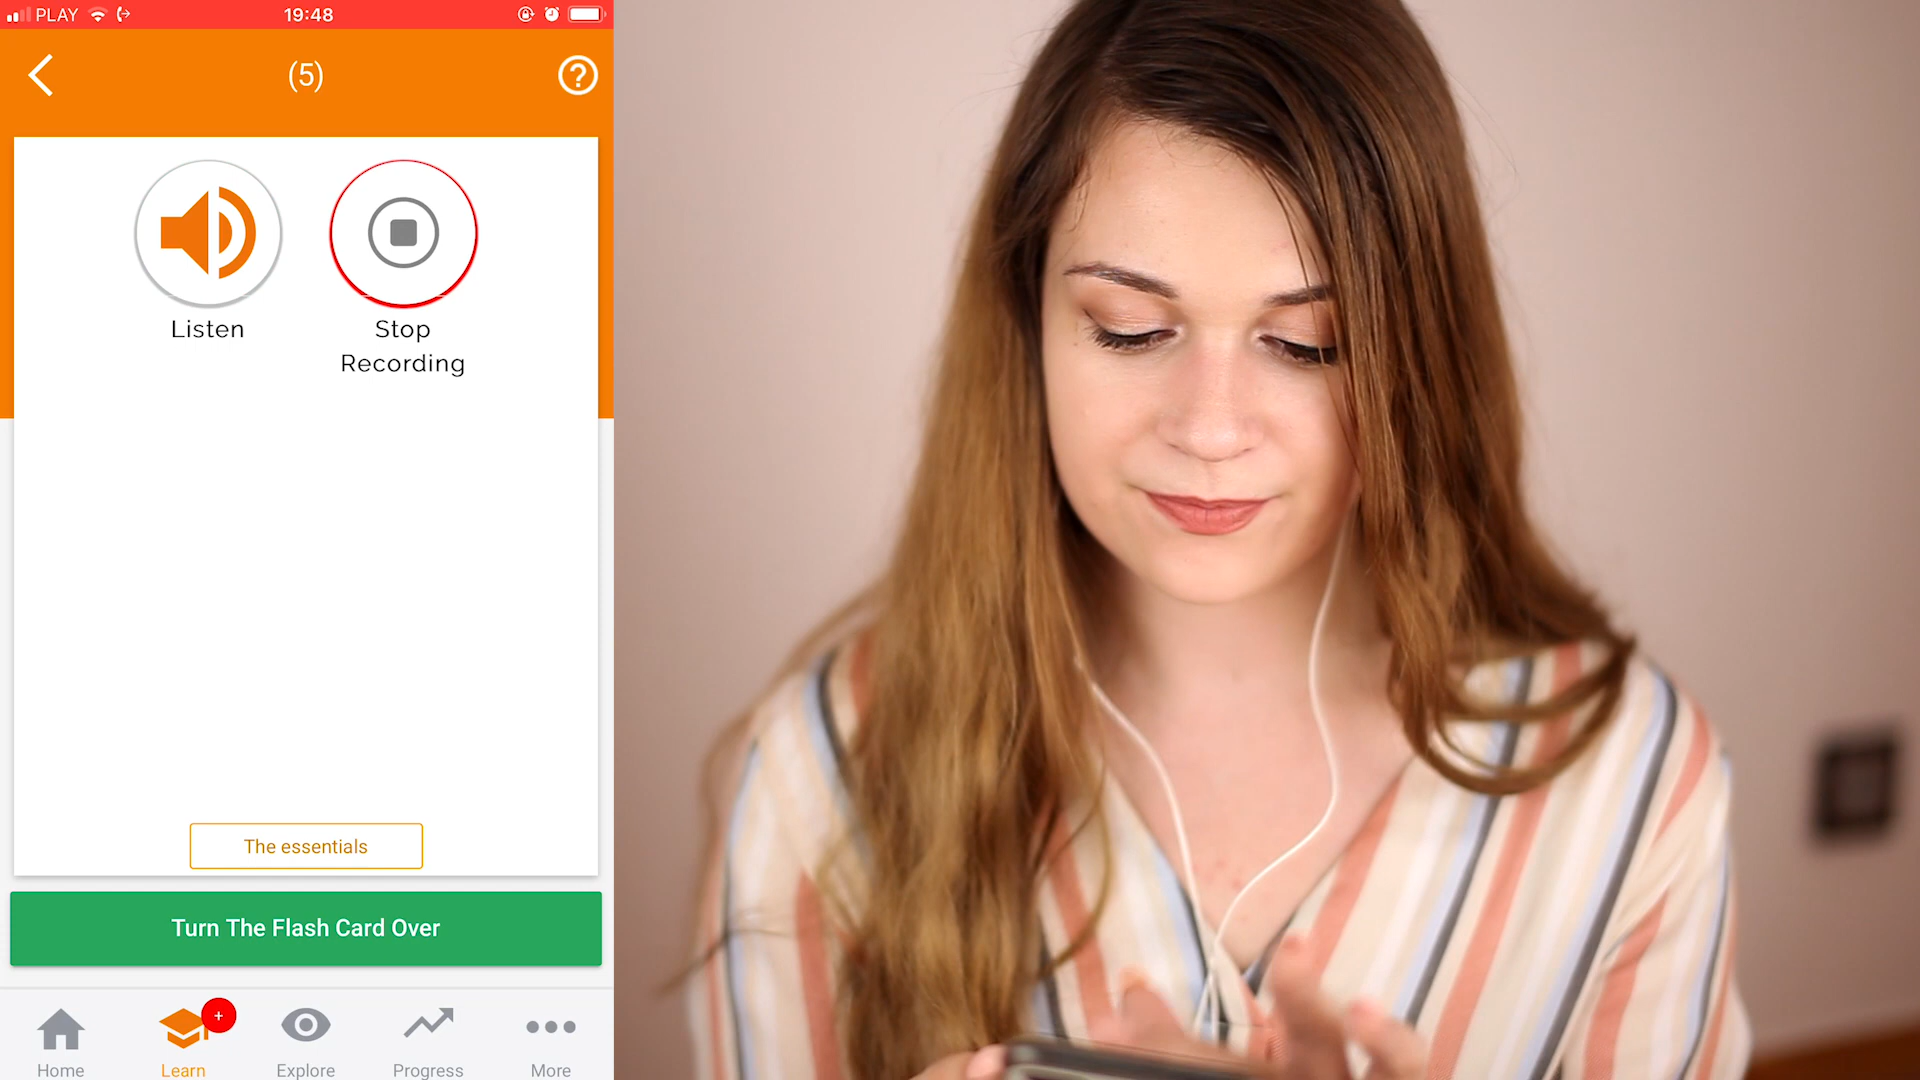 PLAY 19:48
(5)
?
Listen
Stop
Recording
The essentials
Turn The Flash Card Over
+
Home Learn Explore Progress More